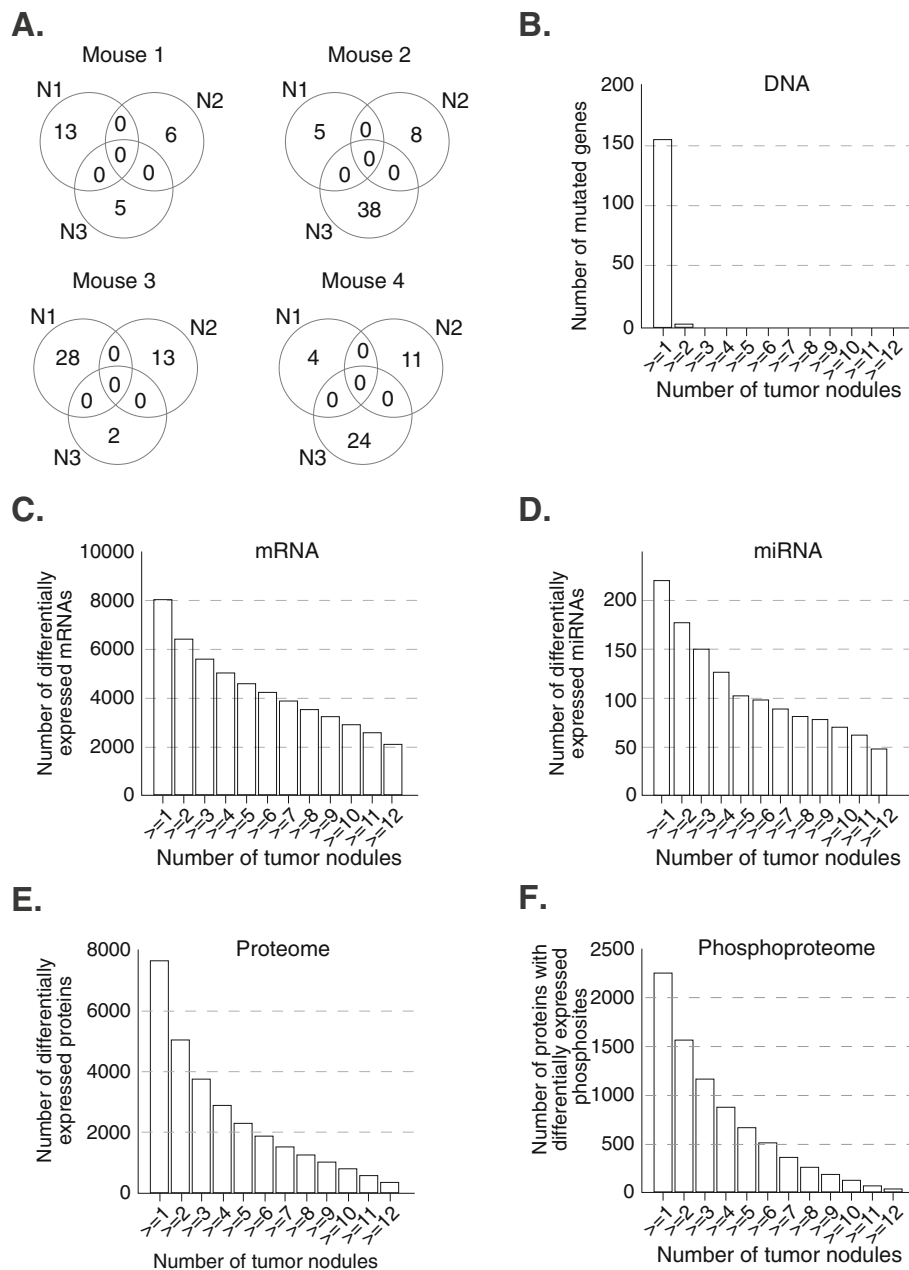 A.
Mouse 1
N1
N2
13
0
6
0
0
0
5
N3
Mouse 2
N1
N2
5
0
8
0
0
0
38
N3
Mouse 3
N1
N2
28
0
13
0
0
0
2
N3
Mouse 4
N1
N2
4
0
11
0
0
0
24
N3
B.
DNA
Number of mutated genes
200
150
100
50
0
>=1
>=2
>=3
>=4
>=5
>=6
>=7
>=8
>=9
>=10
>=11
>=12
Number of tumor nodules
C.
mRNA
Number of differentially
expressed mRNAs
10000
8000
6000
4000
2000
0
>=1
>=2
>=3
>=4
>=5
>=6
>=7
>=8
>=9
>=10
>=11
>=12
Number of tumor nodules
D.
miRNA
Number of differentially
expressed miRNAs
200
150
100
50
0
>=1
>=2
>=3
>=4
>=5
>=6
>=7
>=8
>=9
>=10
>=11
>=12
Number of tumor nodules
E.
Proteome
Number of differentially
expressed proteins
8000
6000
4000
2000
0
>=1
>=2
>=3
>=4
>=5
>=6
>=7
>=8
>=9
>=10
>=11
>=12
Number of tumor nodules
F.
Phosphoproteome
Number of proteins with
differentially expressed
phosphosites
2500
2000
1500
1000
500
0
>=1
>=2
>=3
>=4
>=5
>=6
>=7
>=8
>=9
>=10
>=11
>=12
Number of tumor nodules